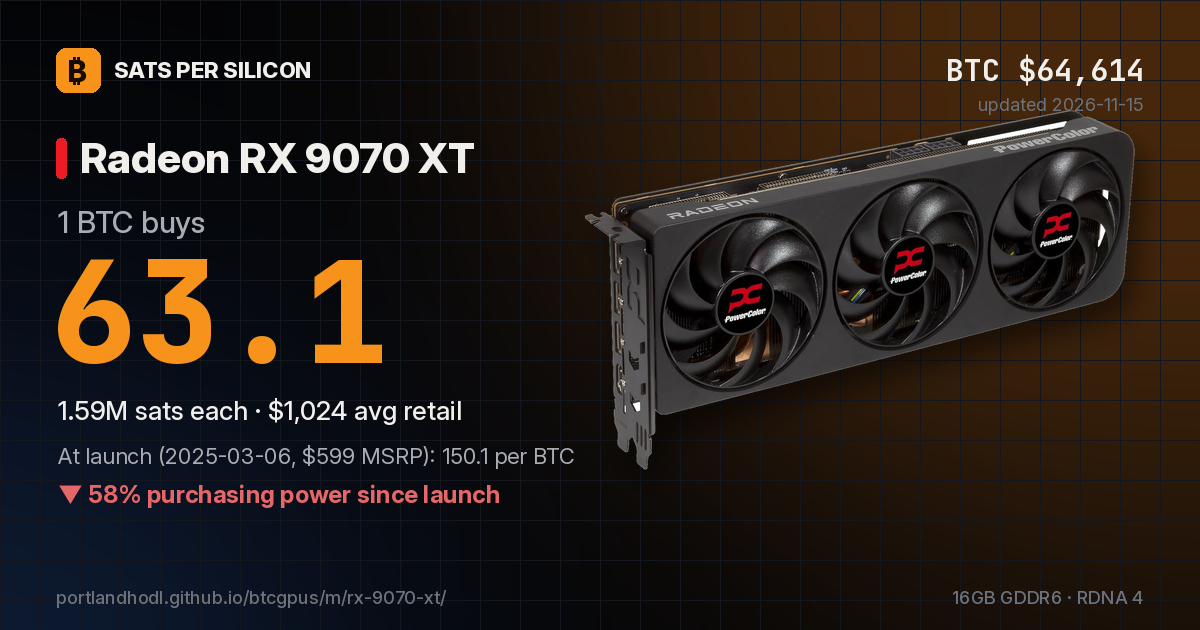 SATS PER SILICON
BTC $64,614
updated 2026-11-15
Radeon RX 9070 XT
1 BTC buys
63.1
1.59M sats each · $1,024 avg retail
At launch (2025-03-06, $599 MSRP): 150.1 per BTC
▼ 58% purchasing power since launch
RADEON
PowerColor
PowerColor
PowerColor
PowerColor
portlandhodl.github.io/btcgpus/m/rx-9070-xt/
16GB GDDR6 · RDNA 4